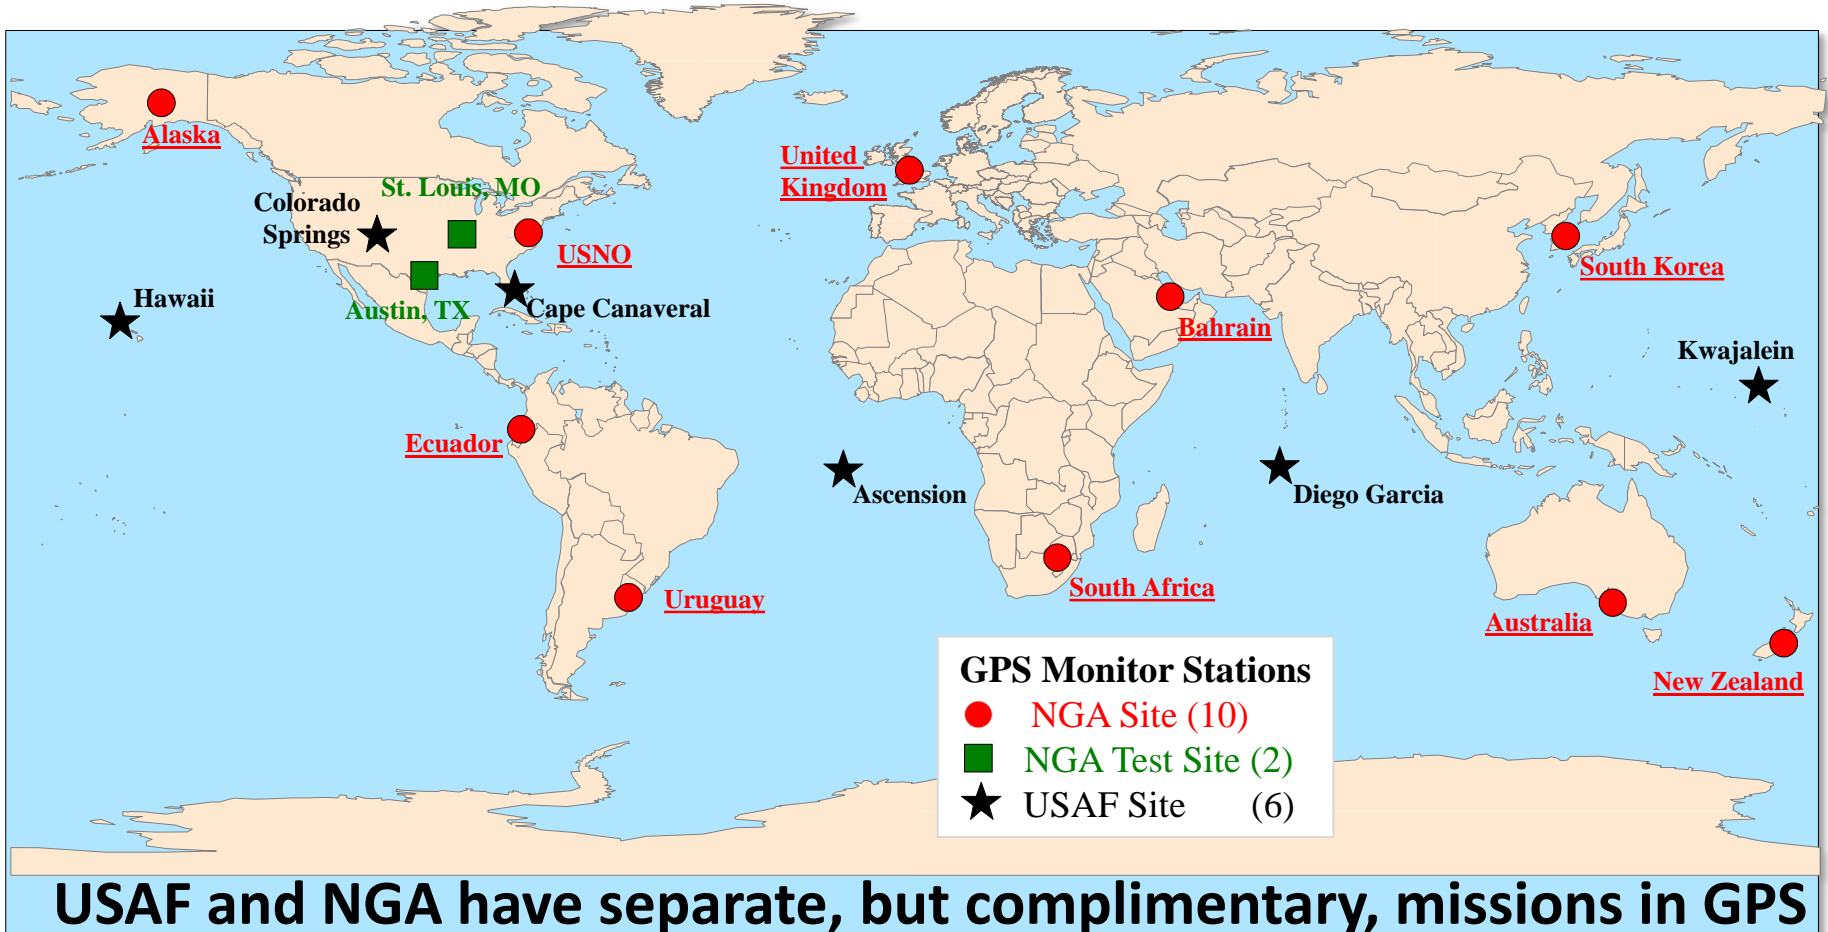 Alaska
United
Kingdom
St. Louis, MO
Colorado
Springs
USNO
South Korea
Hawaii
Austin, TX
Cape Canaveral
Bahrain
Kwajalein
Ecuador
Ascension
Diego Garcia
South Africa
Uruguay
Australia
New Zealand
GPS Monitor Stations
NGA Site (10)
NGA Test Site (2)
USAF Site (6)
USAF and NGA have separate, but complimentary, missions in GPS